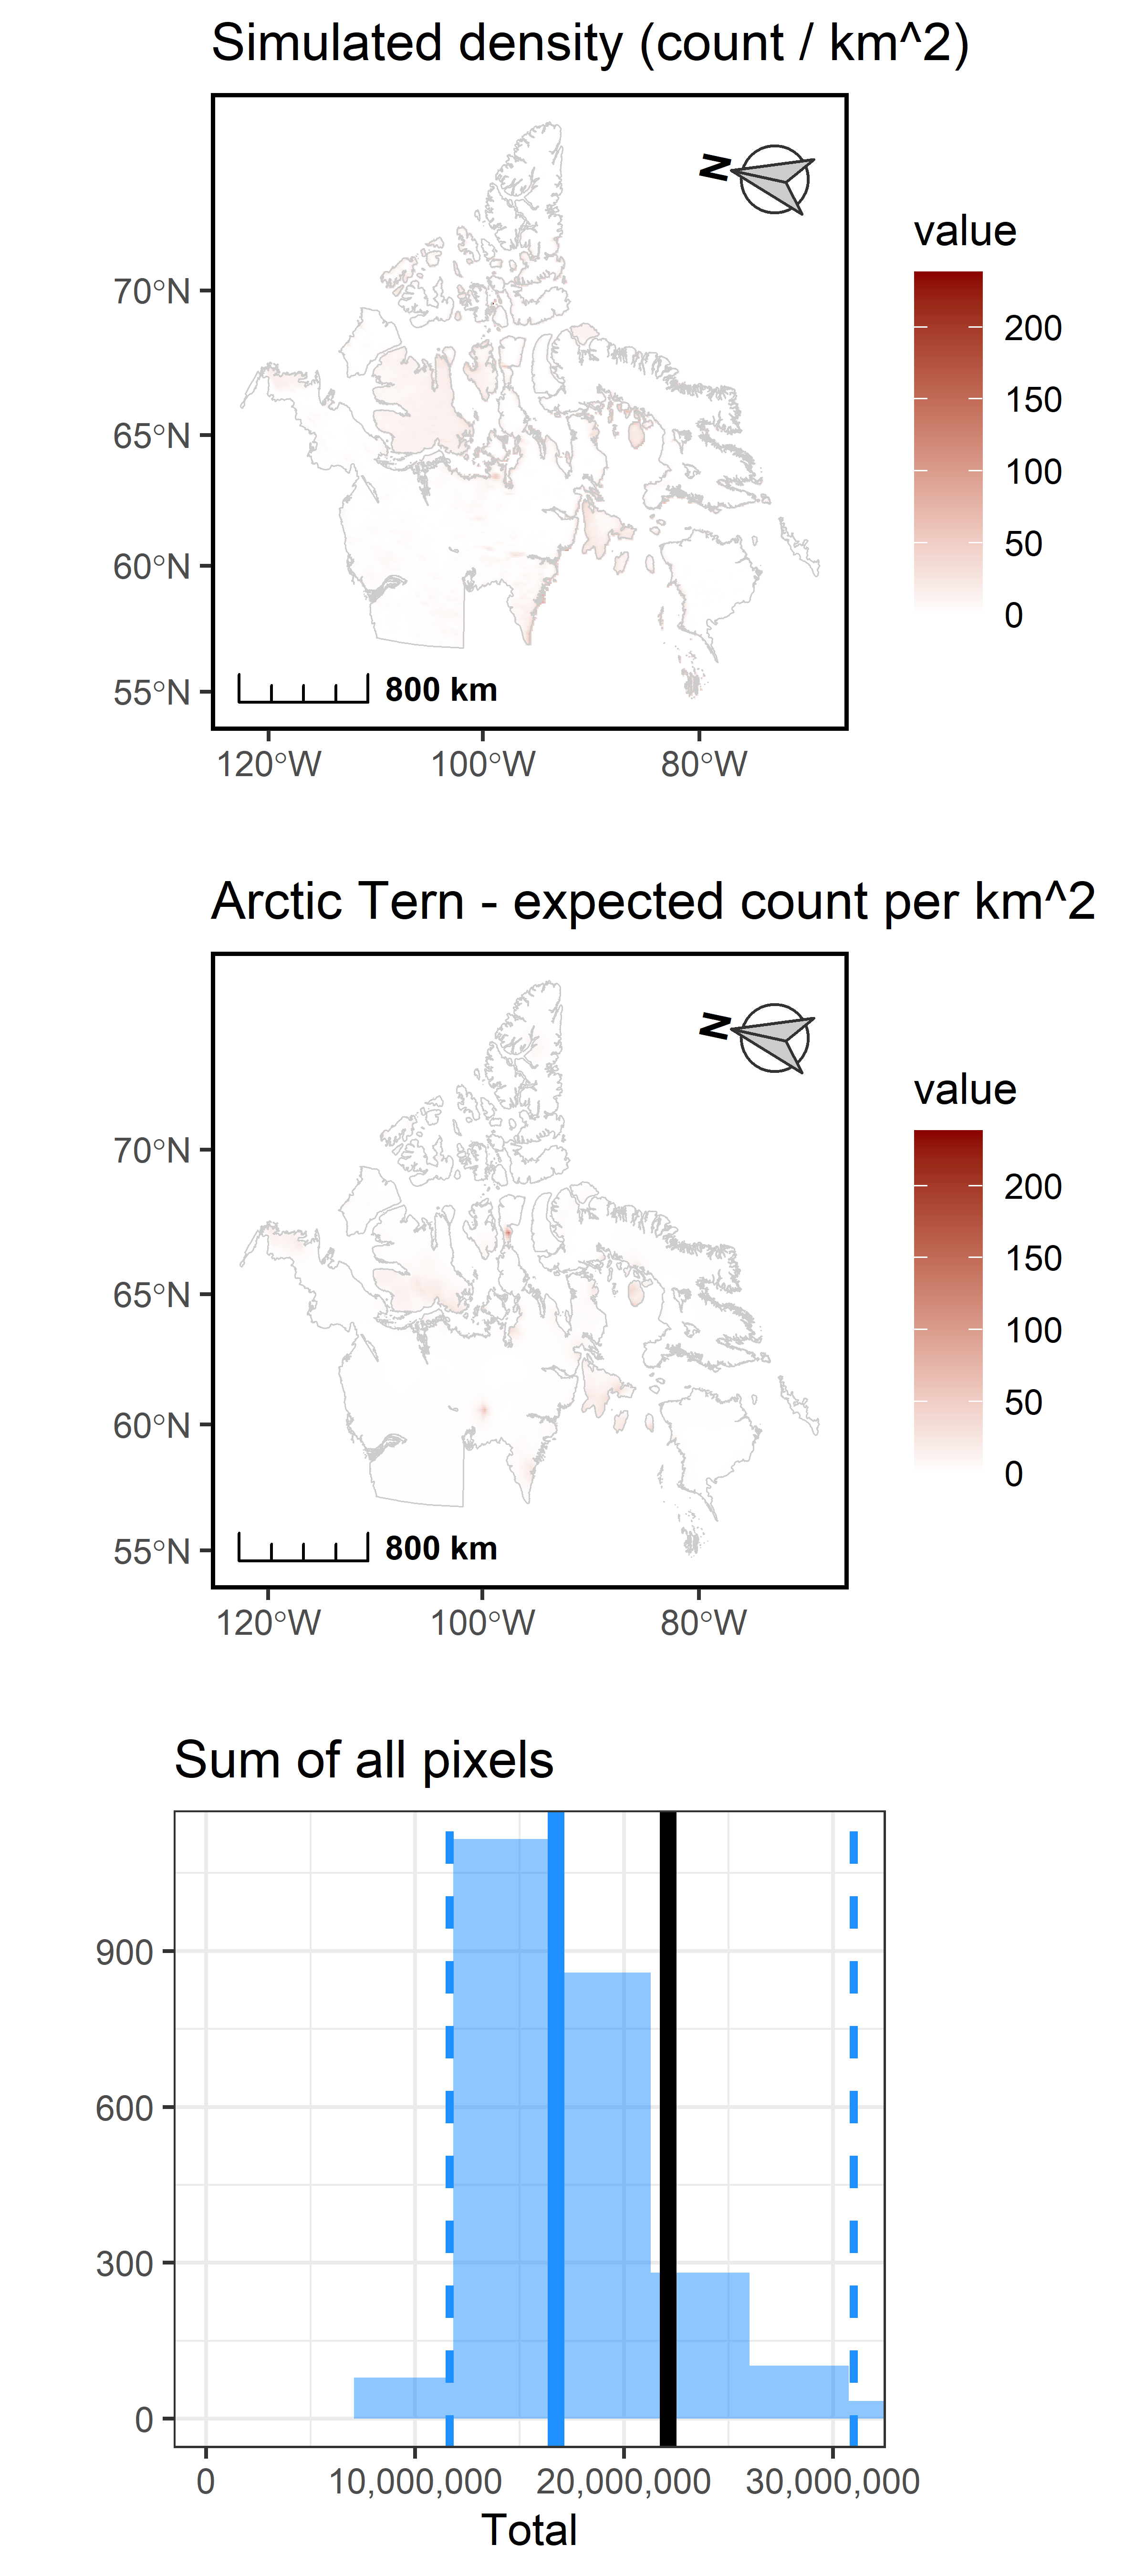 Simulated density (count / km^2)
N
value
200
150
100
50
0
70°N
65°N
60°N
55°N
800 km
120°W 100°W 80°W
Arctic Tern - expected count per km^2
N
value
200
150
100
50
0
70°N
65°N
60°N
55°N
800 km
120°W 100°W 80°W
Sum of all pixels
900
600
300
0
0 10,000,000 20,000,000 30,000,000
Total